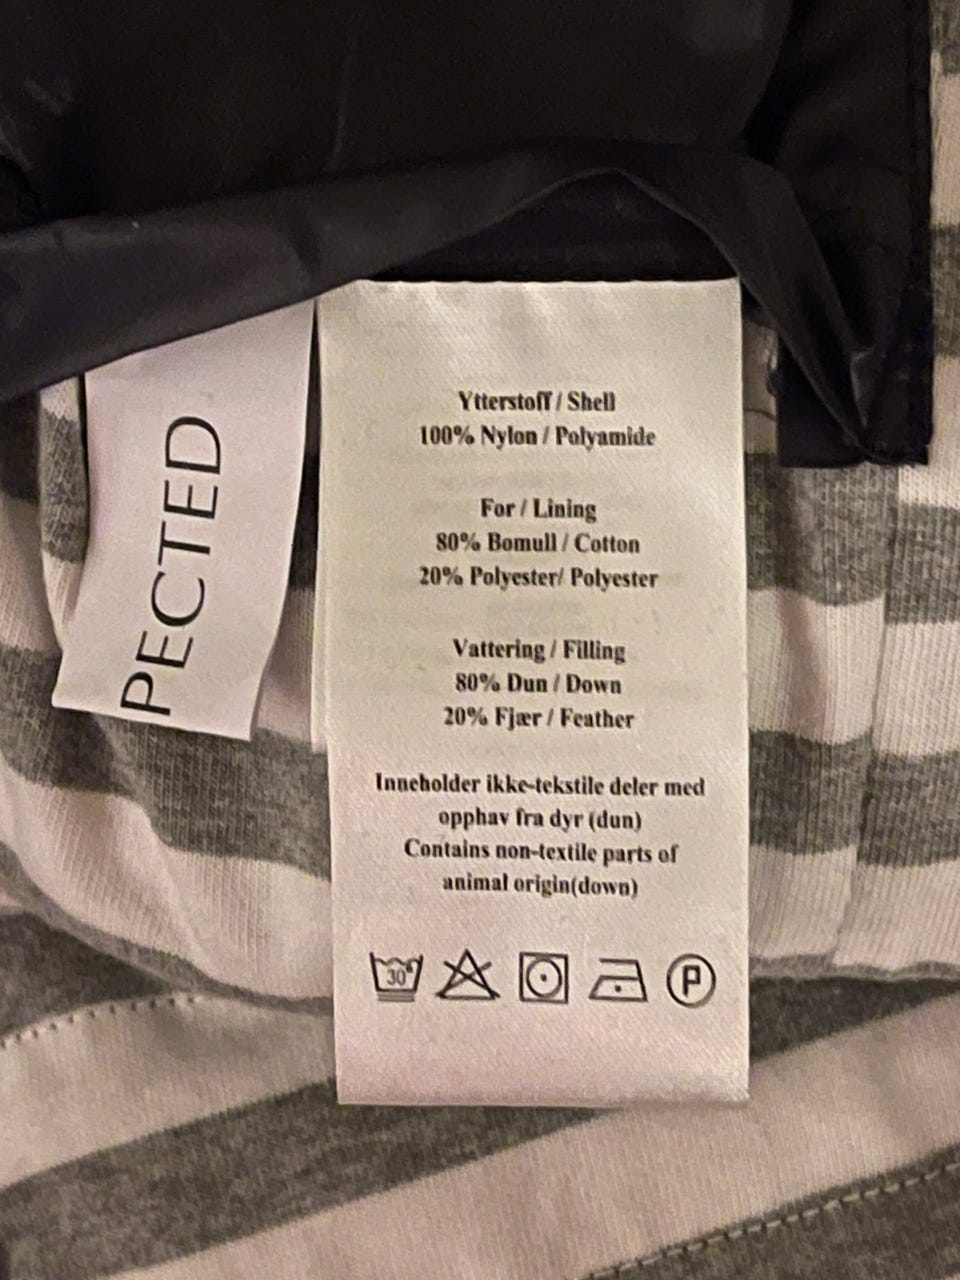 PECTED
Ytterstoff / Shell
100% Nylon / Polyamide
For / Lining
80% Bomull / Cotton
20% Polyester/ Polyester
Vattering / Filling
80% Dun / Down
20% Fjær / Feather
Inneholder ikke-tekstile deler med
opphav fra dyr (dun)
Contains non-textile parts of
animal origin(down)
30°
P